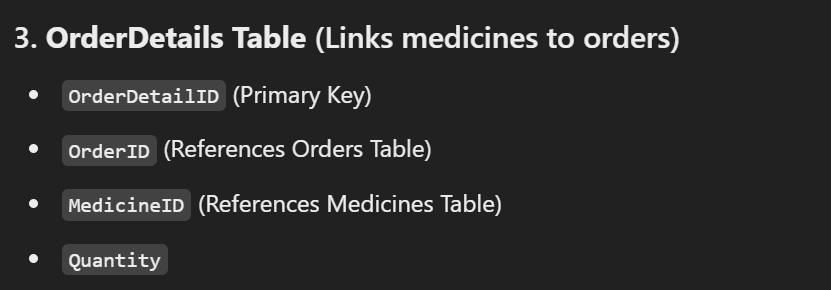 3. OrderDetails Table (Links medicines to orders)
• OrderDetailID (Primary Key)
• OrderID (References Orders Table)
• MedicineID (References Medicines Table)
• Quantity